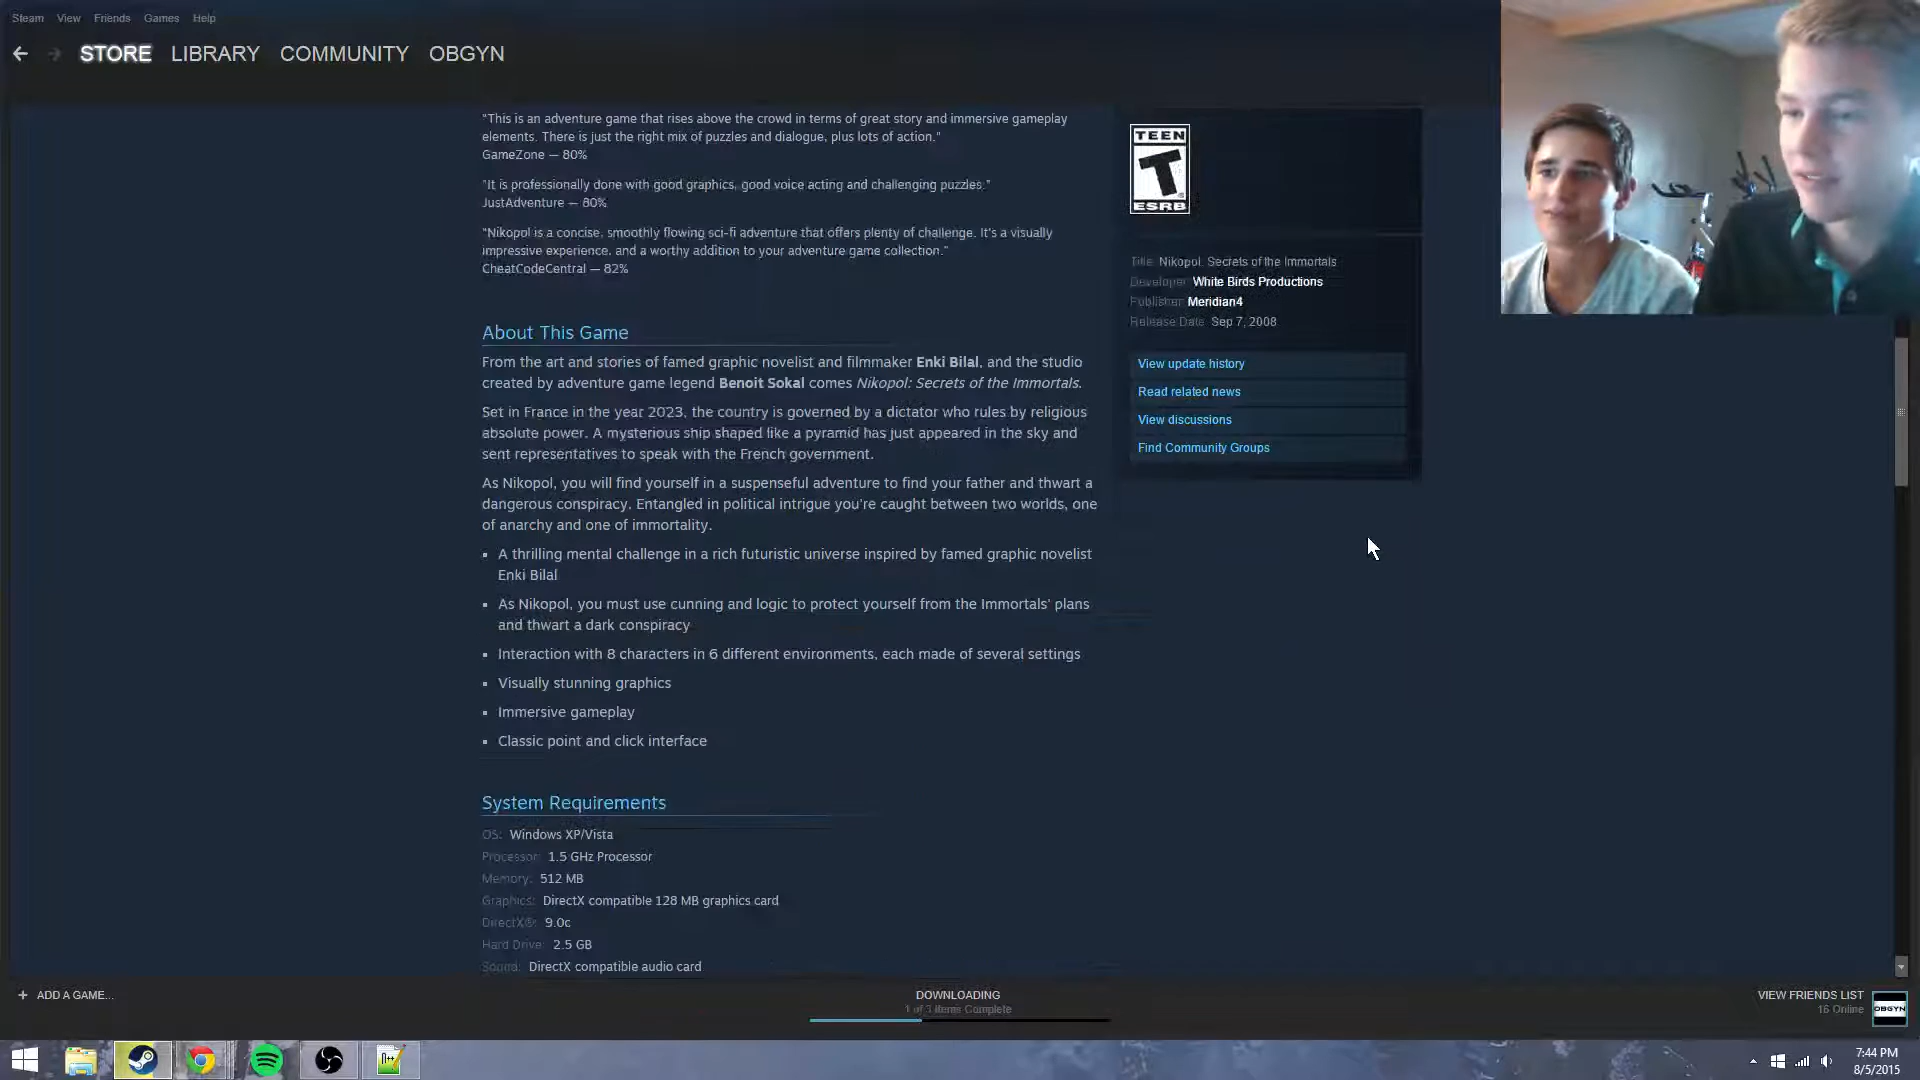 Steam View Friends Games Help
STORE LIBRARY COMMUNITY OBGYN
"This is an adventure game that rises above the crowd in terms of great story and immersive gameplay
elements. There is just the right mix of puzzles and dialogue, plus lots of action."
GameZone — 80%
"It is professionally done with good graphics, good voice acting and challenging puzzles."
JustAdventure — 80%
"Nikopol is a concise, smoothly flowing sci-fi adventure that offers plenty of challenge. It's a visually
impressive experience, and a worthy addition to your adventure game collection."
CheatCodeCentral — 82%
About This Game
From the art and stories of famed graphic novelist and filmmaker Enki Bilal, and the studio
created by adventure game legend Benoit Sokal comes Nikopol: Secrets of the Immortals.
Set in France in the year 2023, the country is governed by a dictator who rules by religious
absolute power. A mysterious ship shaped like a pyramid has just appeared in the sky and
sent representatives to speak with the French government.
As Nikopol, you will find yourself in a suspenseful adventure to find your father and thwart a
dangerous conspiracy. Entangled in political intrigue you're caught between two worlds, one
of anarchy and one of immortality.
▪ A thrilling mental challenge in a rich futuristic universe inspired by famed graphic novelist
Enki Bilal
▪ As Nikopol, you must use cunning and logic to protect yourself from the Immortals' plans
and thwart a dark conspiracy
▪ Interaction with 8 characters in 6 different environments, each made of several settings
▪ Visually stunning graphics
▪ Immersive gameplay
▪ Classic point and click interface
System Requirements
OS: Windows XP/Vista
Processor: 1.5 GHz Processor
Memory: 512 MB
Graphics: DirectX compatible 128 MB graphics card
DirectX®: 9.0c
Hard Drive: 2.5 GB
Sound: DirectX compatible audio card
TEEN
T
ESRB
Title: Nikopol: Secrets of the Immortals
Developer: White Birds Productions
Publisher: Meridian4
Release Date: Sep 7, 2008
View update history
Read related news
View discussions
Find Community Groups
+ ADD A GAME...
DOWNLOADING
1 of 3 Items Complete
VIEW FRIENDS LIST
16 Online
OBGYN
7:44 PM
8/5/2015